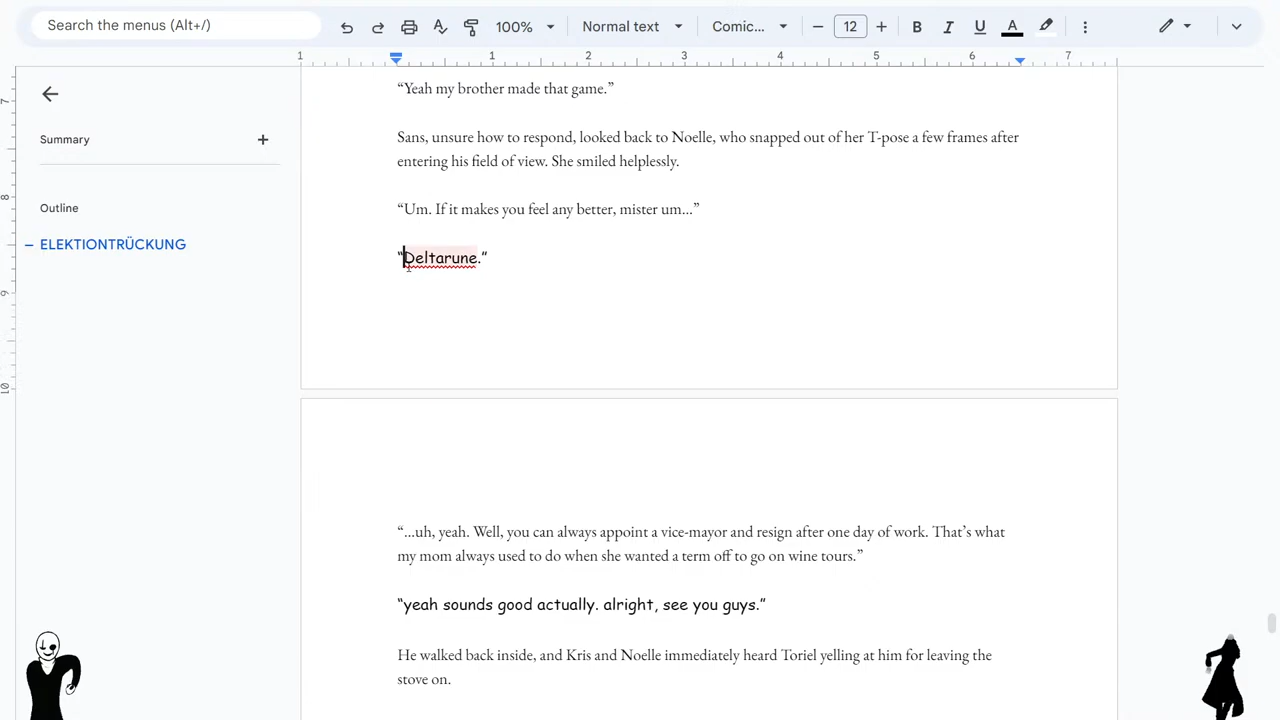 Search the menus (Alt+/)
100%
Normal text
Comic...
12
B I U A
1 1 2 3 4 5 6 7
7
8
9
10
Summary
Outline
ELEKTIONTRÜCKUNG
“Yeah my brother made that game.”
Sans, unsure how to respond, looked back to Noelle, who snapped out of her T-pose a few frames after
entering his field of view. She smiled helplessly.
“Um. If it makes you feel any better, mister um…”
“Deltarune.”
“…uh, yeah. Well, you can always appoint a vice-mayor and resign after one day of work. That’s what
my mom always used to do when she wanted a term off to go on wine tours.”
“yeah sounds good actually. alright, see you guys.”
He walked back inside, and Kris and Noelle immediately heard Toriel yelling at him for leaving the
stove on.